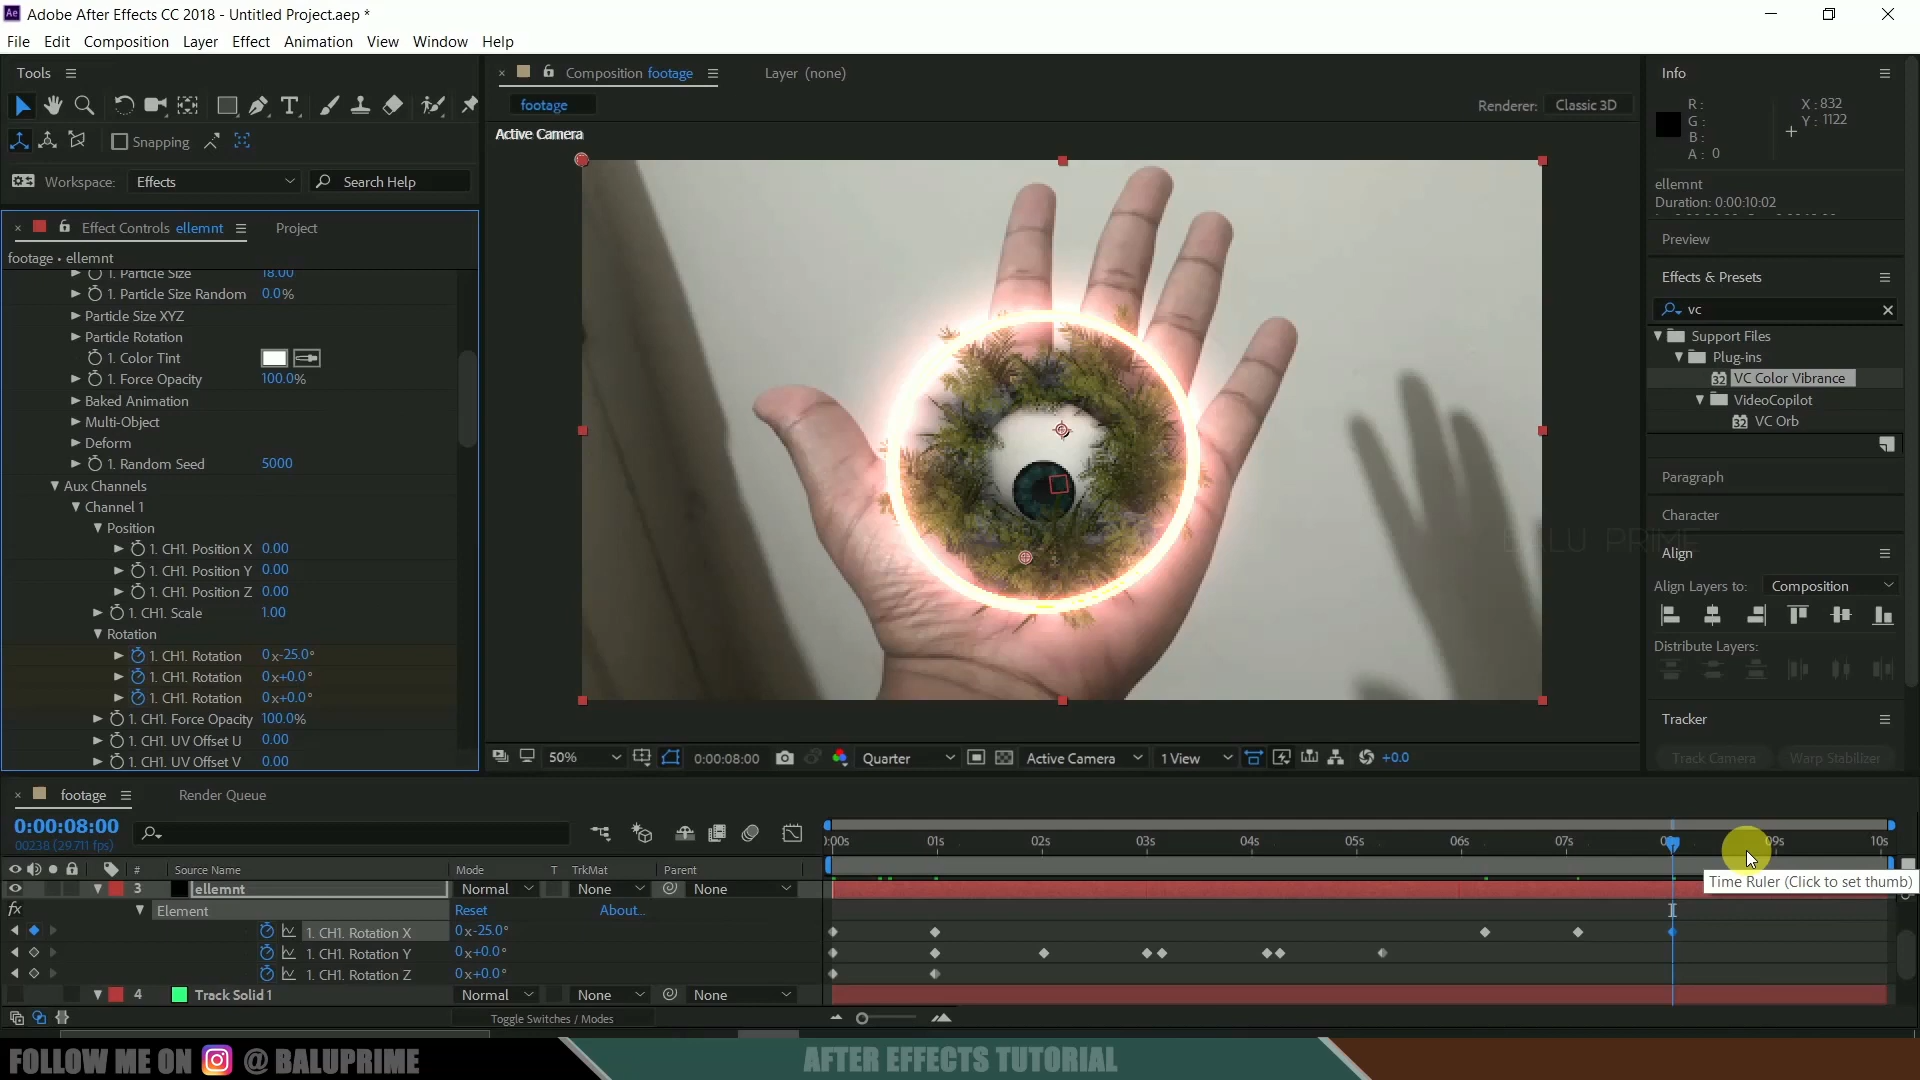 Adobe After Effects CC 2018 - Untitled Project.aep *
File Edit Composition Layer Effect Animation View Window Help
Tools
Snapping
Workspace: Effects Search Help
Effect Controls ellemnt Project
footage • ellemnt
1. Particle Size 18.00
1. Particle Size Random 0.0%
Particle Size XYZ
Particle Rotation
1. Color Tint
1. Force Opacity 100.0%
Baked Animation
Multi-Object
Deform
1. Random Seed 5000
Aux Channels
Channel 1
Position
1. CH1. Position X 0.00
1. CH1. Position Y 0.00
1. CH1. Position Z 0.00
1. CH1. Scale 1.00
Rotation
1. CH1. Rotation 0x-25.0°
1. CH1. Rotation 0x+0.0°
1. CH1. Rotation 0x+0.0°
1. CH1. Force Opacity 100.0%
1. CH1. UV Offset U 0.00
1. CH1. UV Offset V 0.00
Composition footage Layer (none)
footage Renderer: Classic 3D
Active Camera
50% 0:00:08:00 Quarter Active Camera 1 View +0.0
Info
R: X: 832
G: Y: 1122
B:
A: 0
ellemnt
Duration: 0:00:10:02
Preview
Effects & Presets
vc
Support Files
Plug-ins
32 VC Color Vibrance
VideoCopilot
32 VC Orb
Paragraph
Character
BALU PRIME
Align
Align Layers to: Composition
Distribute Layers:
Tracker
Track Camera Warp Stabilizer
footage Render Queue
0:00:08:00
00238 (29.711 fps)
:00s 01s 02s 03s 04s 05s 06s 07s 09s 10s
# Source Name Mode T TrkMat Parent
3 ellemnt Normal None None
Time Ruler (Click to set thumb)
fx Element Reset About...
1. CH1. Rotation X 0x-25.0°
1. CH1. Rotation Y 0x+0.0°
1. CH1. Rotation Z 0x+0.0°
4 Track Solid 1 Normal None None
Toggle Switches / Modes
FOLLOW ME ON @ BALUPRIME
AFTER EFFECTS TUTORIAL